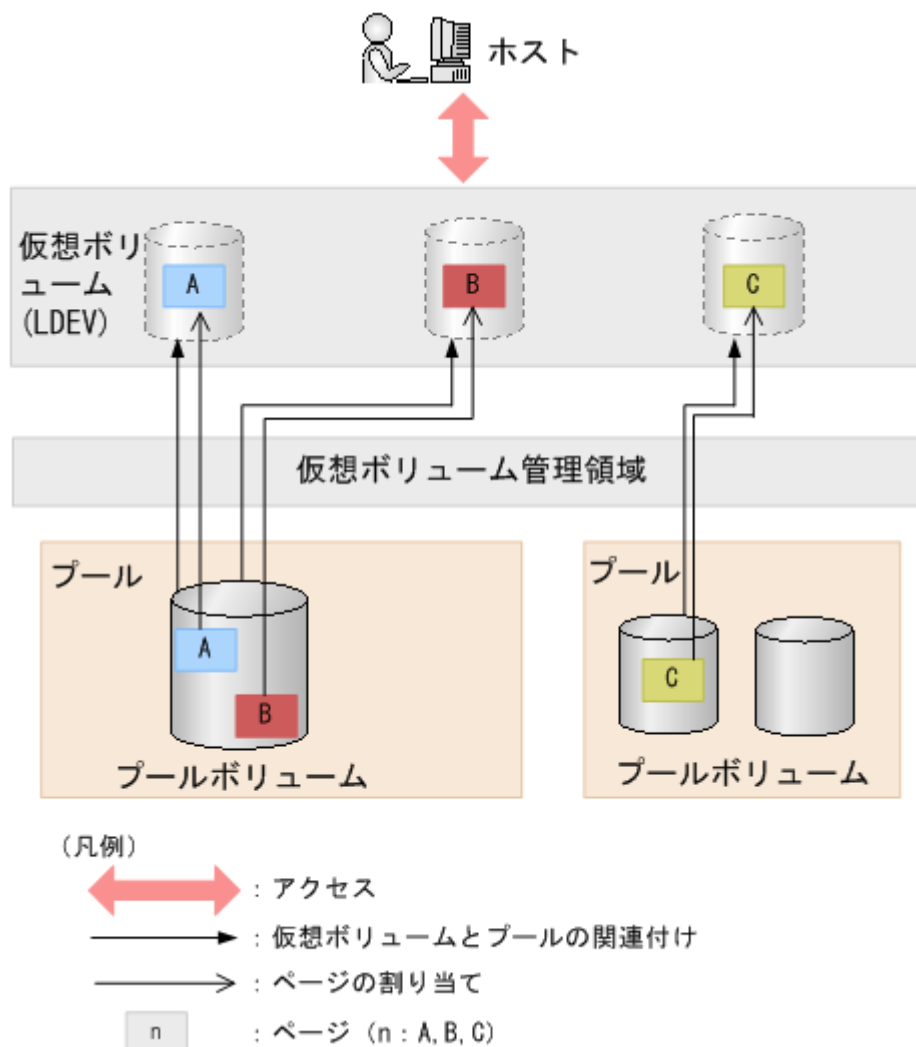 ホスト
仮想ボリ
ューム
(LDEV)
A
B
C
仮想ボリューム管理領域
プール
プール
A
B
C
プールボリューム
プールボリューム
(凡例)
: アクセス
: 仮想ボリュームとプールの関連付け
: ページの割り当て
n : ページ (n : A, B, C)